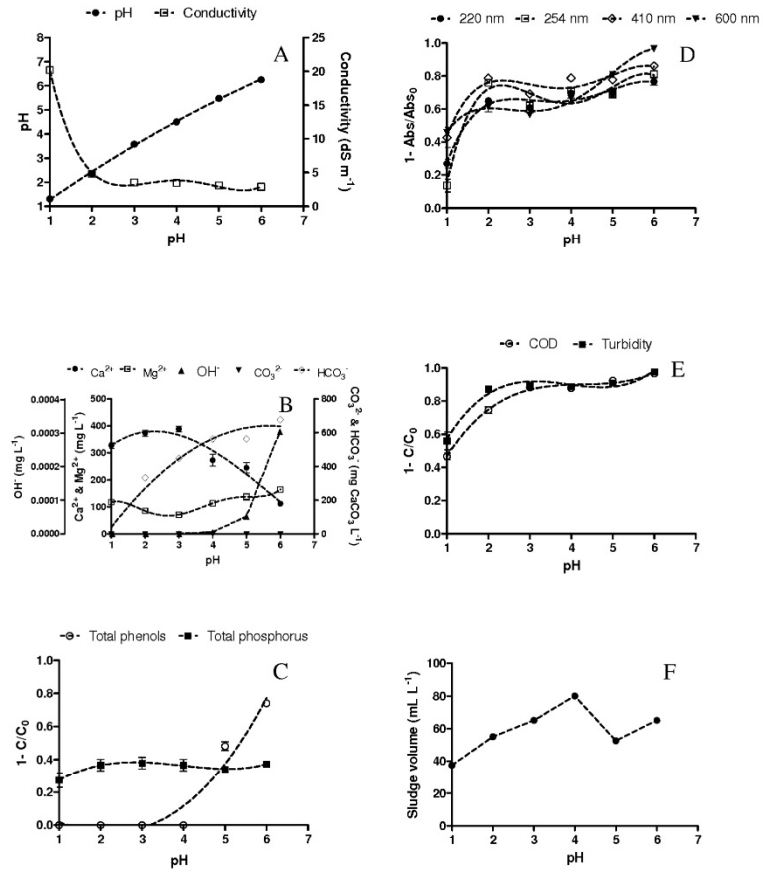 pH Conductivity
A
8
7
6
5
4
3
2
1
pH
25
20
15
10
5
0
Conductivity (dS m⁻¹)
1 2 3 4 5 6 7
pH
220 nm 254 nm 410 nm 600 nm
D
1.0
0.8
0.6
0.4
0.2
0.0
1- Abs/Abs₀
1 2 3 4 5 6 7
pH
Ca²⁺ Mg²⁺ OH⁻ CO₃²⁻ HCO₃⁻
B
0.0004
0.0003
0.0002
0.0001
0.0000
OH⁻ (mg L⁻¹)
500
400
300
200
100
0
Ca²⁺ & Mg²⁺ (mg L⁻¹)
800
600
400
200
0
CO₃²⁻ & HCO₃⁻ (mg CaCO₃ L⁻¹)
1 2 3 4 5 6 7
pH
COD Turbidity
E
1.0
0.8
0.6
0.4
0.2
0.0
1- C/C₀
1 2 3 4 5 6 7
pH
Total phenols Total phosphorus
C
1.0
0.8
0.6
0.4
0.2
0.0
1- C/C₀
1 2 3 4 5 6 7
pH
F
100
80
60
40
20
0
Sludge volume (mL L⁻¹)
1 2 3 4 5 6 7
pH